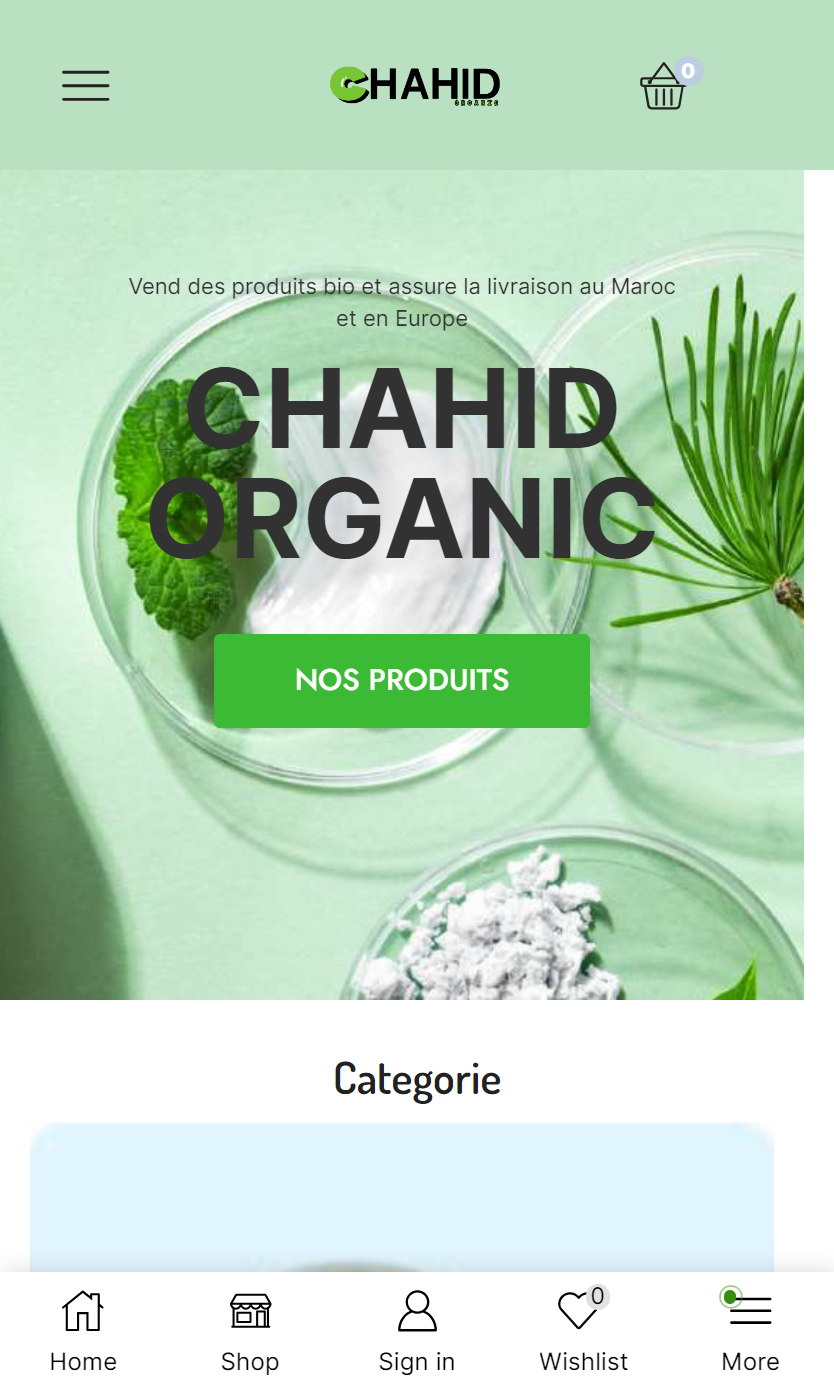 CHAHID
ORGANIC
0
Vend des produits bio et assure la livraison au Maroc
et en Europe
CHAHID
ORGANIC
NOS PRODUITS
Categorie
0
Home
Shop
Sign in
Wishlist
More